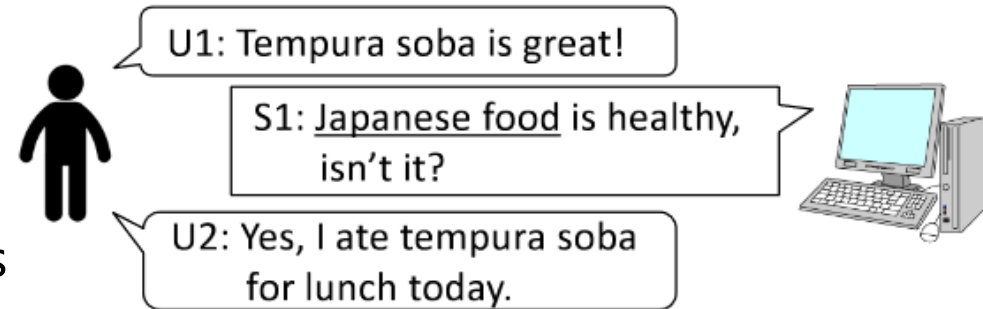 U1: Tempura soba is great!
S1: Japanese food is healthy,
isn't it?
U2: Yes, I ate tempura soba
for lunch today.
s